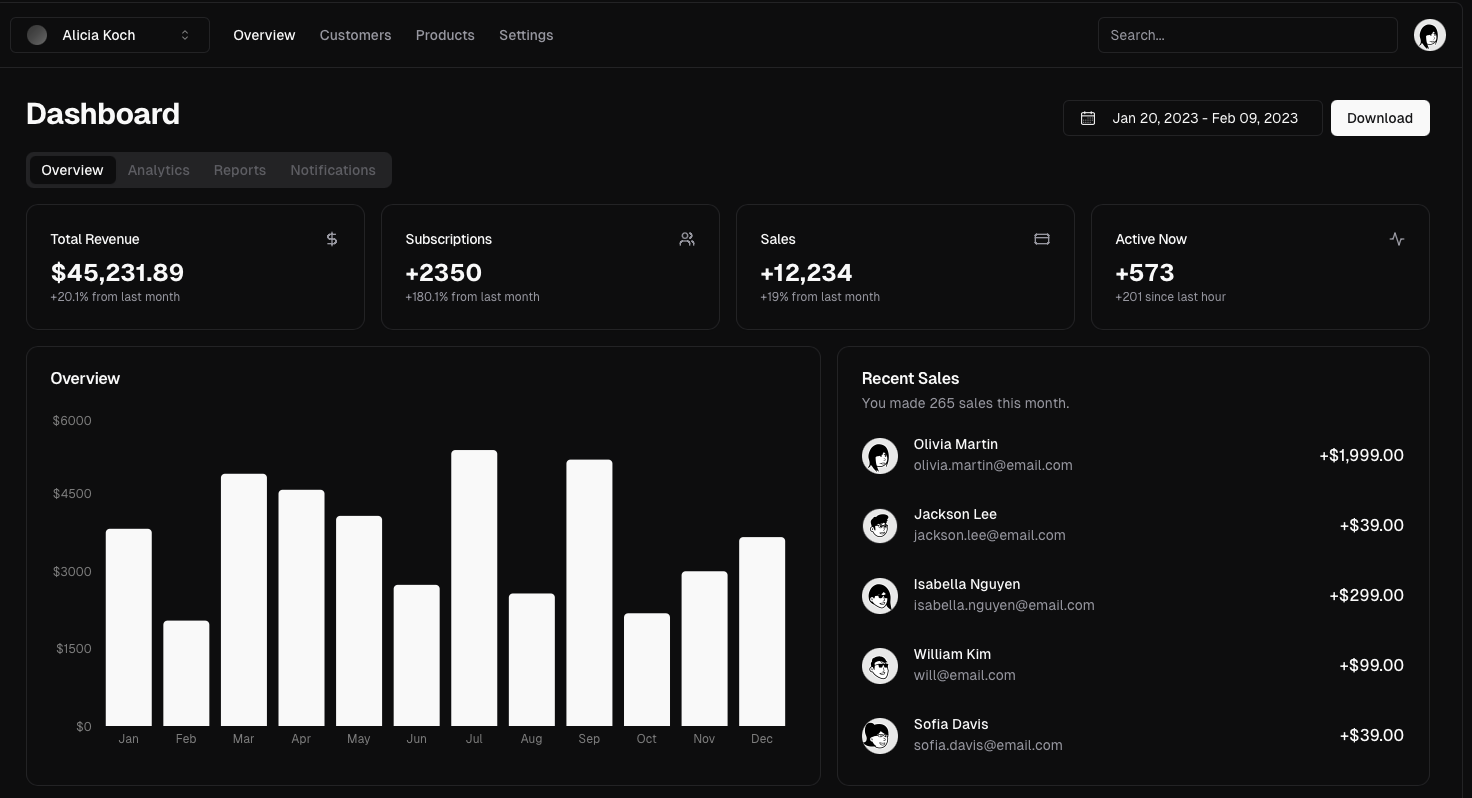 Alicia Koch Overview Customers Products Settings Search...
Dashboard
Jan 20, 2023 - Feb 09, 2023 Download
Overview Analytics Reports Notifications
Total Revenue
$45,231.89
+20.1% from last month
Subscriptions
+2350
+180.1% from last month
Sales
+12,234
+19% from last month
Active Now
+573
+201 since last hour
Overview
$6000
$4500
$3000
$1500
$0
Jan Feb Mar Apr May Jun Jul Aug Sep Oct Nov Dec
Recent Sales
You made 265 sales this month.
Olivia Martin
olivia.martin@email.com
+$1,999.00
Jackson Lee
jackson.lee@email.com
+$39.00
Isabella Nguyen
isabella.nguyen@email.com
+$299.00
William Kim
will@email.com
+$99.00
Sofia Davis
sofia.davis@email.com
+$39.00